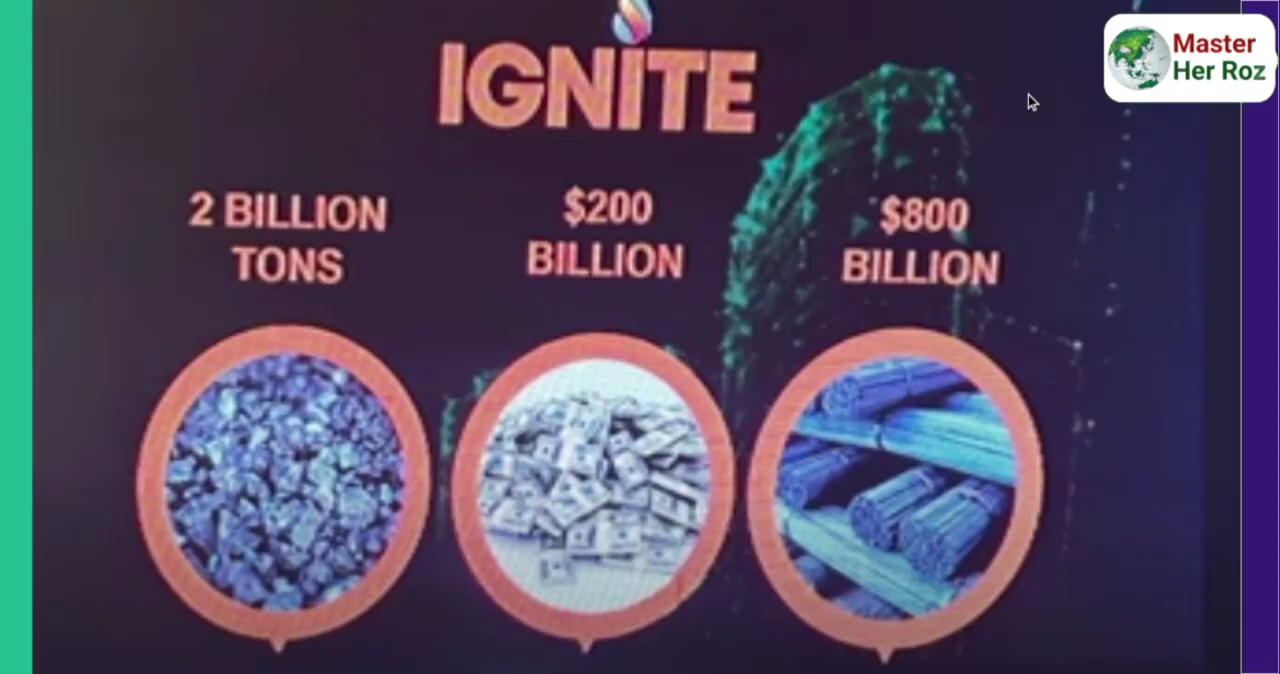 IGNITE
2 BILLION
TONS
$200
BILLION
$800
BILLION
Master
Her Roz